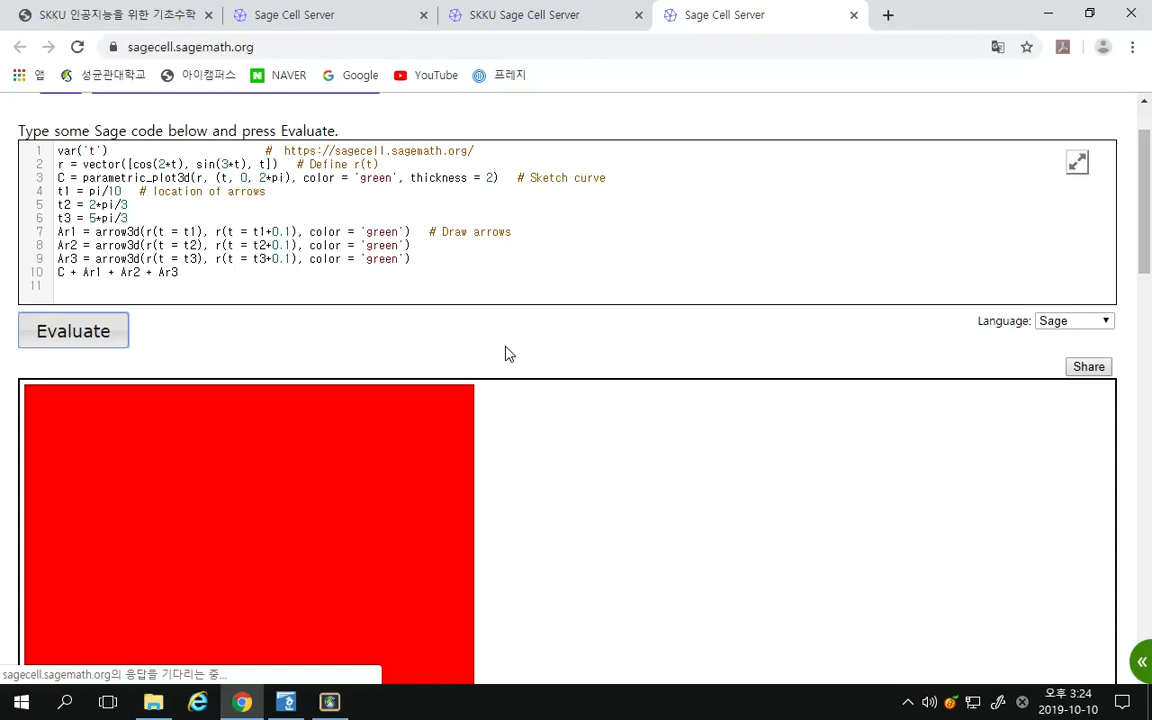 SKKU 인공지능을 위한 기초수학
Sage Cell Server
SKKU Sage Cell Server
Sage Cell Server
sagecell.sagemath.org
앱
성균관대학교
아이캠퍼스
NAVER
Google
YouTube
프레지
Type some Sage code below and press Evaluate.
1 var('t') # https://sagecell.sagemath.org/
2 r = vector([cos(2*t), sin(3*t), t]) # Define r(t)
3 C = parametric_plot3d(r, (t, 0, 2*pi), color = 'green', thickness = 2) # Sketch curve
4 t1 = pi/10 # location of arrows
5 t2 = 2*pi/3
6 t3 = 5*pi/3
7 Ar1 = arrow3d(r(t = t1), r(t = t1+0.1), color = 'green') # Draw arrows
8 Ar2 = arrow3d(r(t = t2), r(t = t2+0.1), color = 'green')
9 Ar3 = arrow3d(r(t = t3), r(t = t3+0.1), color = 'green')
10 C + Ar1 + Ar2 + Ar3
11
Evaluate
Language: Sage
Share
sagecell.sagemath.org의 응답을 기다리는 중...
오후 3:24
2019-10-10